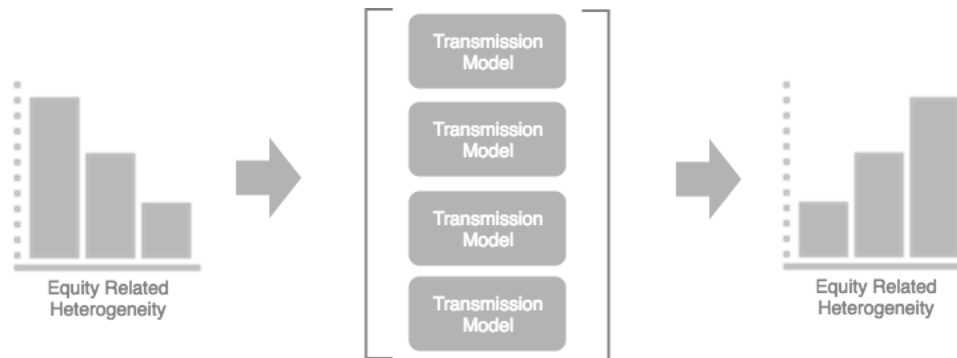 Equity Related
Heterogeneity
Transmission
Model
Transmission
Model
Transmission
Model
Transmission
Model
Equity Related
Heterogeneity